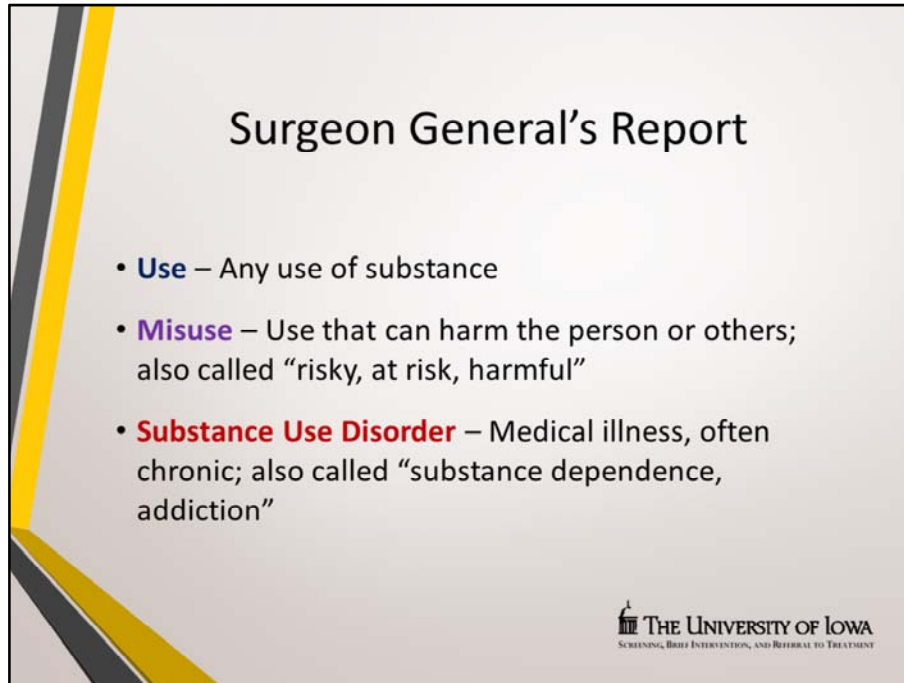 Surgeon General’s Report
• Use – Any use of substance
• Misuse – Use that can harm the person or others;
also called “risky, at risk, harmful”
• Substance Use Disorder – Medical illness, often
chronic; also called “substance dependence,
addiction”
THE UNIVERSITY OF IOWA
SCREENING, BRIEF INTERVENTION, AND REFERRAL TO TREATMENT